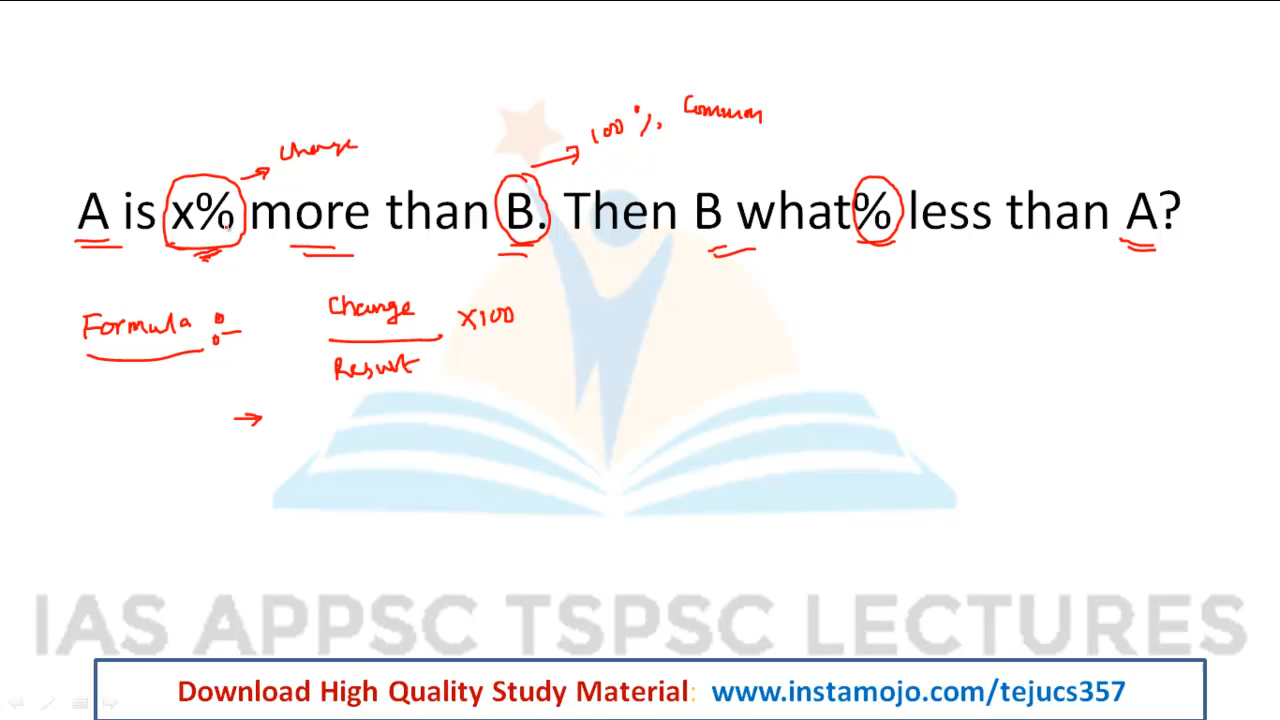 change
100% Common
A is x% more than B. Then B what% less than A?
Formula :-
Change
x100
Result
→
IAS APPSC TSPSC LECTURES
Download High Quality Study Material: www.instamojo.com/tejucs357